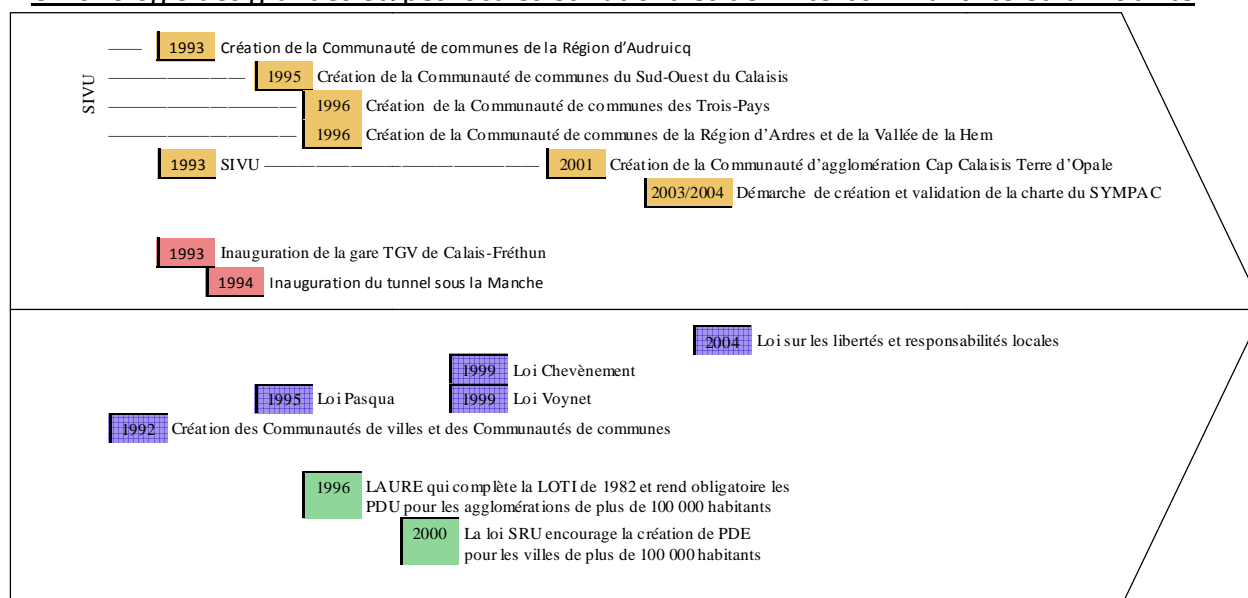 SIVU
1993 Création de la Communauté de communes de la Région d'Audruicq
1995 Création de la Communauté de communes du Sud-Ouest du Calaisis
1996 Création de la Communauté de communes des Trois-Pays
1996 Création de la Communauté de communes de la Région d'Ardres et de la Vallée de la Hem
1993 SIVU 2001 Création de la Communauté d'agglomération Cap Calaisis Terre d'Opale
2003/2004 Démarche de création et validation de la charte du SYMPAC
1993 Inauguration de la gare TGV de Calais-Fréthun
1994 Inauguration du tunnel sous la Manche
2004 Loi sur les libertés et responsabilités locales
1999 Loi Chevènement
1995 Loi Pasqua 1999 Loi Voynet
1992 Création des Communautés de villes et des Communautés de communes
1996 LAURE qui complète la LOTI de 1982 et rend obligatoire les
PDU pour les agglomérations de plus de 100 000 habitants
2000 La loi SRU encourage la création de PDE
pour les villes de plus de 100 000 habitants